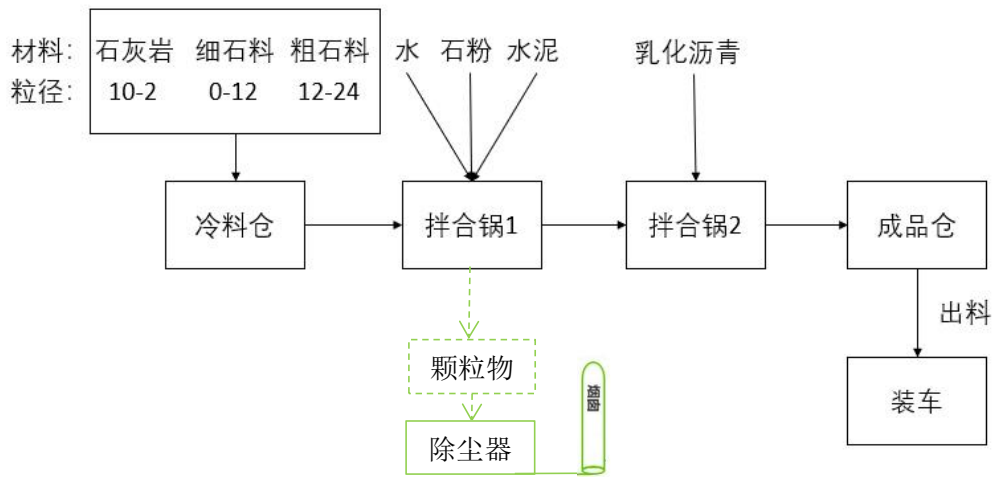 材料： 石灰岩 细石料 粗石料 水 石粉 水泥 乳化沥青
粒径： 10-2 0-12 12-24
冷料仓 拌合锅1 拌合锅2 成品仓
出料
颗粒物
烟囱
装车
除尘器